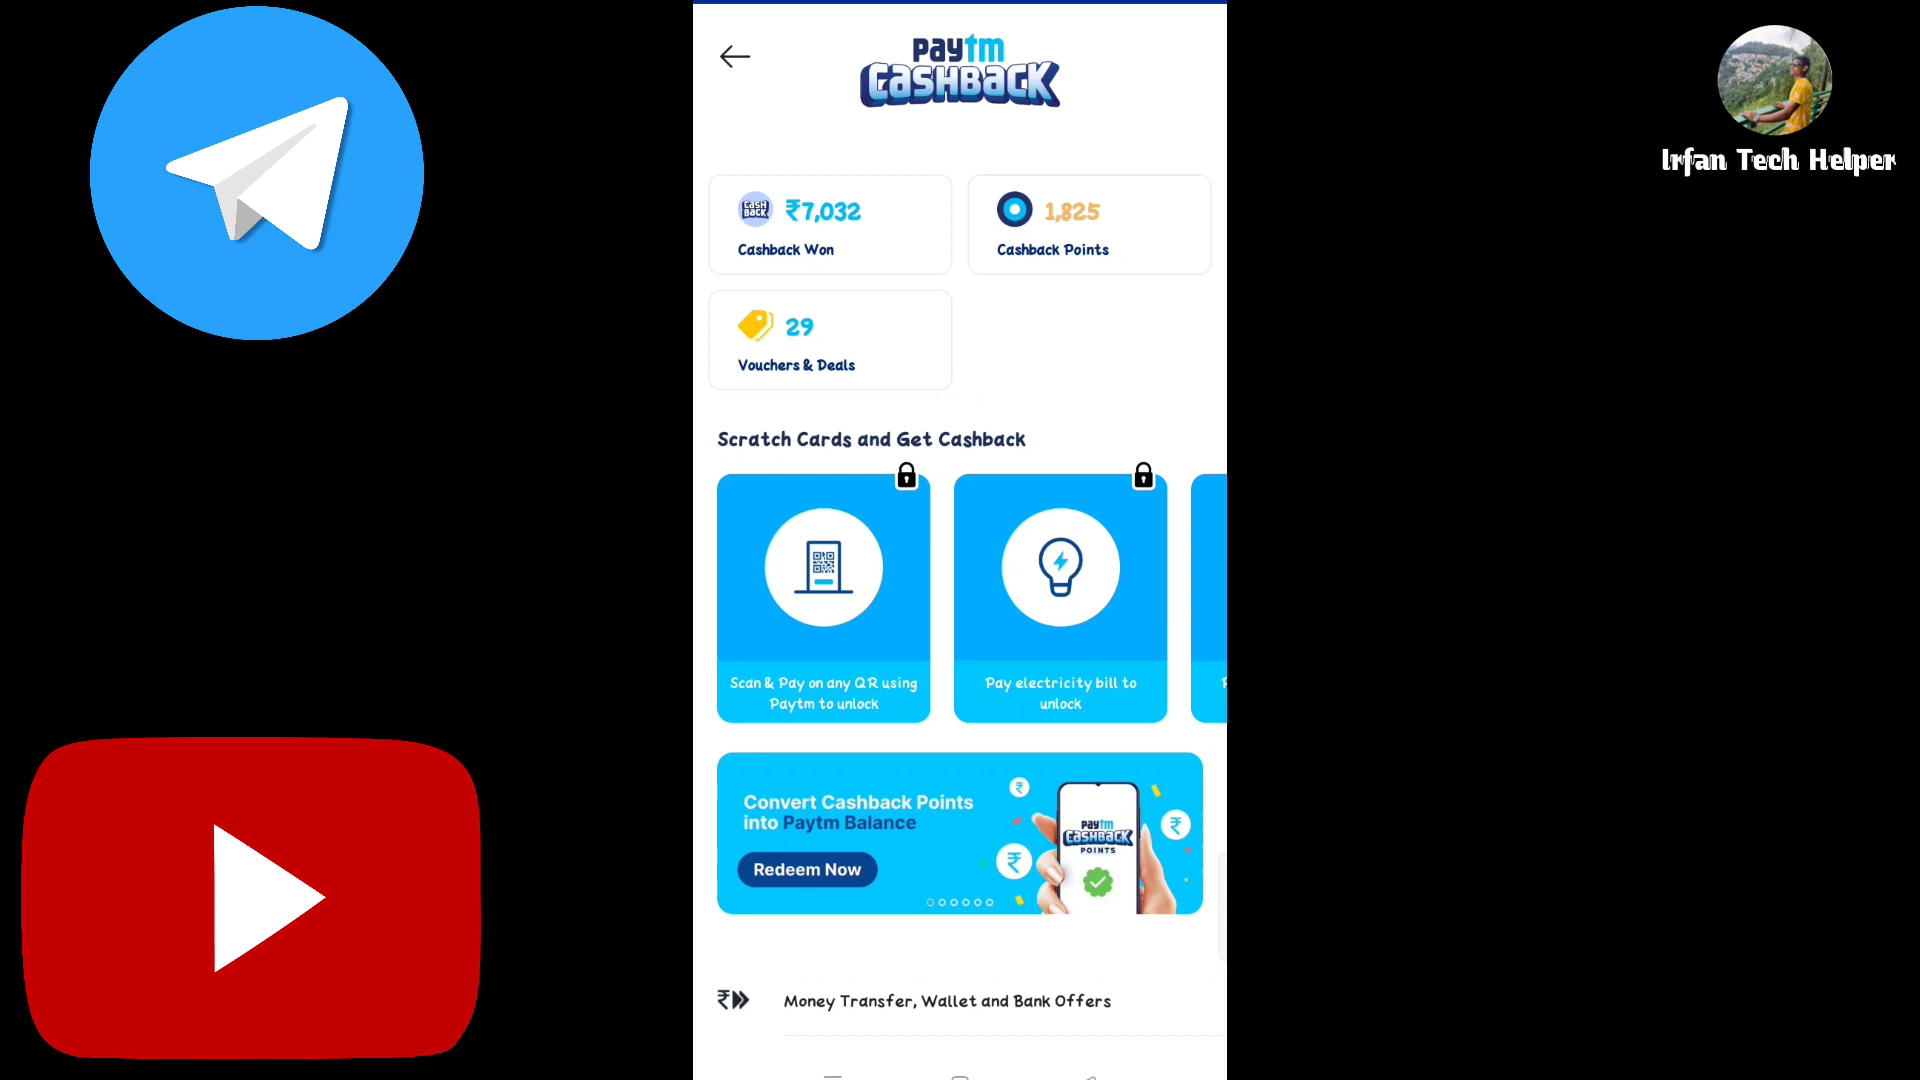 paytm
CASHBACK
Irfan Tech Helper
CASH
BACK
₹7,032
Cashback Won
1,825
Cashback Points
29
Vouchers & Deals
Scratch Cards and Get Cashback
Scan & Pay on any QR using
Paytm to unlock
Pay electricity bill to
unlock
Convert Cashback Points
into Paytm Balance
Redeem Now
paytm
CASHBACK
POINTS
Money Transfer, Wallet and Bank Offers